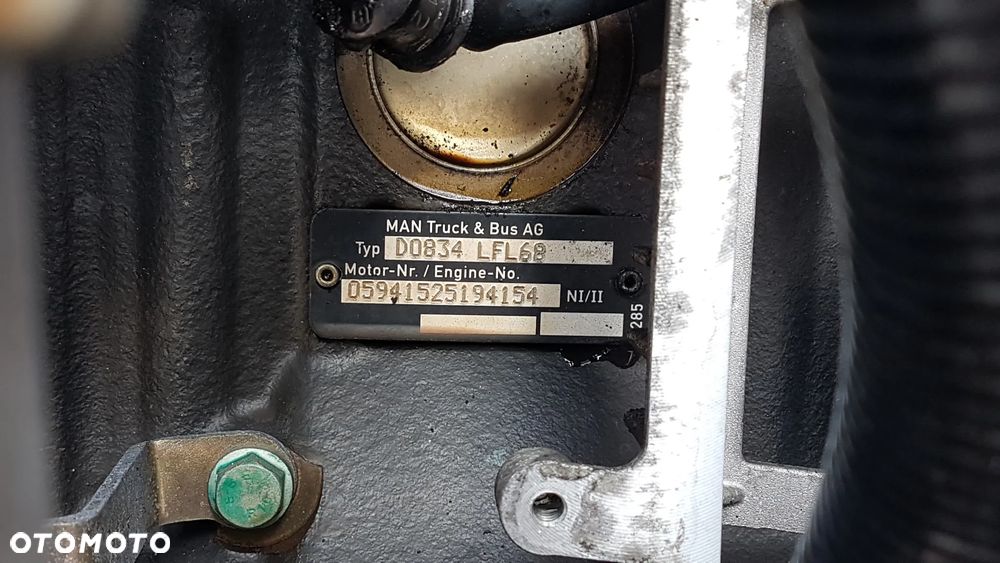 MAN Truck & Bus AG
Typ D0834 LFL68
Motor-Nr. / Engine-No.
05941525194154 NI/II
285
OTOMOTO